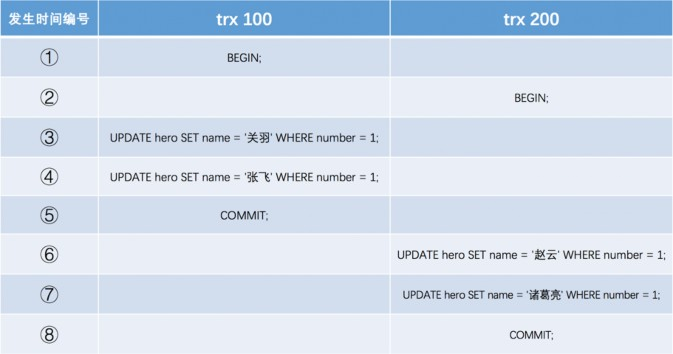 发生时间编号 trx 100 trx 200
① BEGIN;
② BEGIN;
③ UPDATE hero SET name = '关羽' WHERE number = 1;
④ UPDATE hero SET name = '张飞' WHERE number = 1;
⑤ COMMIT;
⑥ UPDATE hero SET name = '赵云' WHERE number = 1;
⑦ UPDATE hero SET name = '诸葛亮' WHERE number = 1;
⑧ COMMIT;